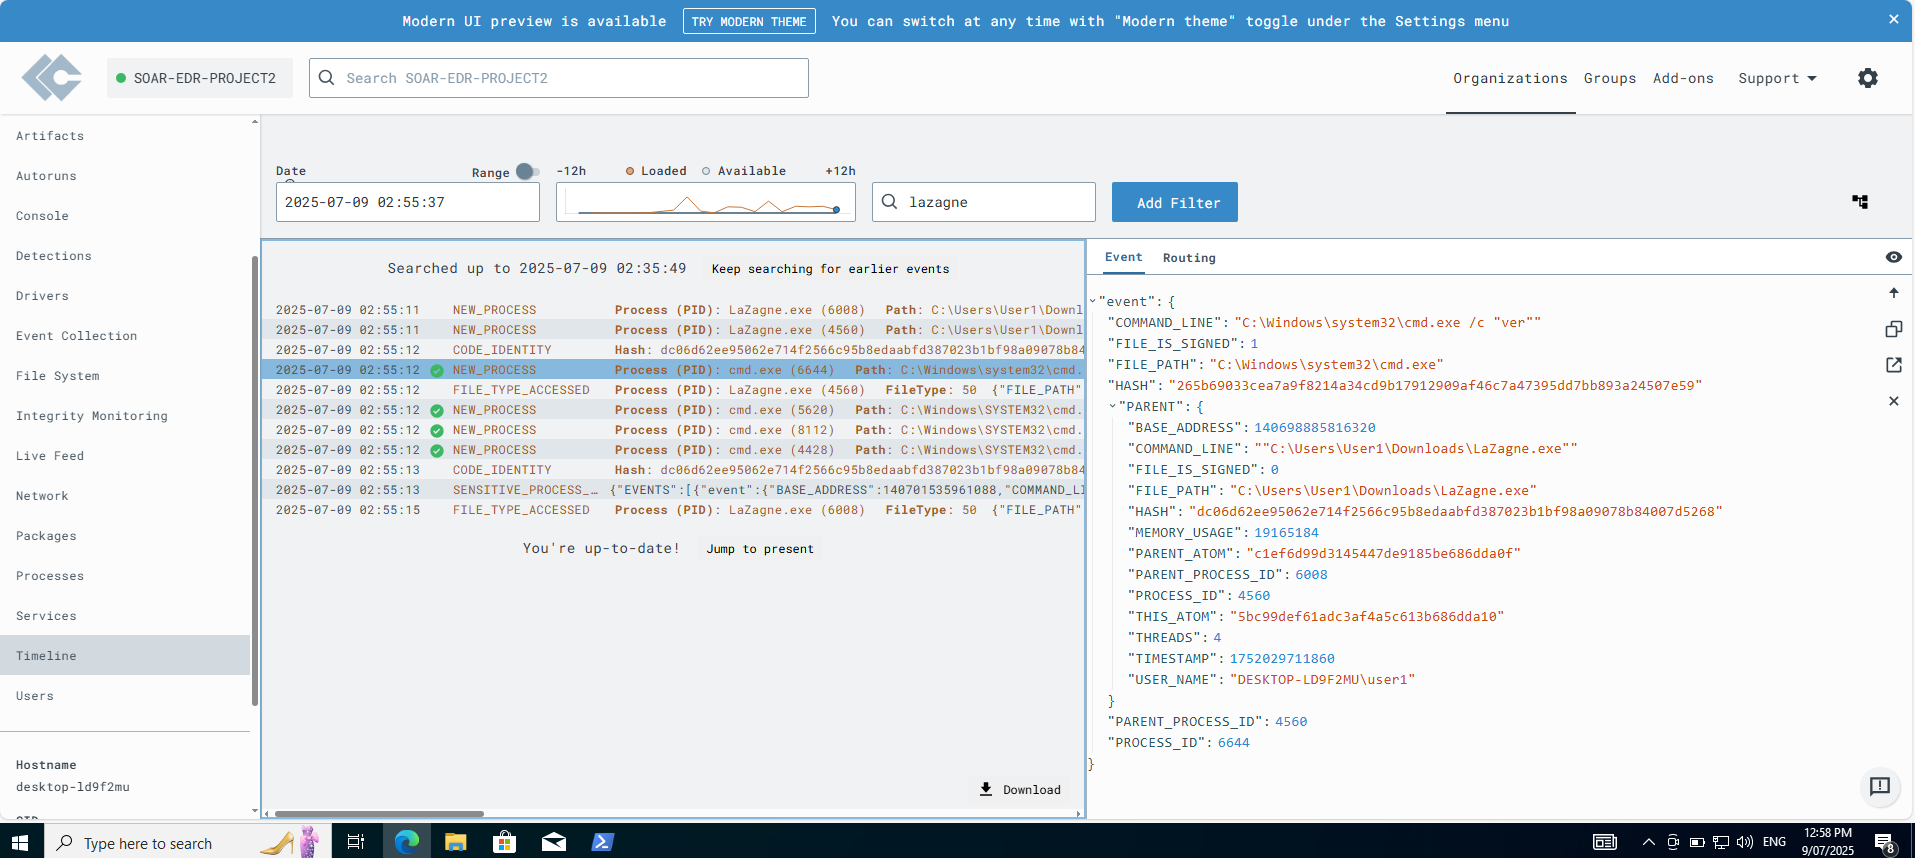 Modern UI preview is available TRY MODERN THEME You can switch at any time with "Modern theme" toggle under the Settings menu
SOAR-EDR-PROJECT2 Search SOAR-EDR-PROJECT2 Organizations Groups Add-ons Support
Artifacts
Autoruns
Console
Detections
Drivers
Event Collection
File System
Integrity Monitoring
Live Feed
Network
Packages
Processes
Services
Timeline
Users
Hostname
desktop-ld9f2mu
Date Range -12h Loaded Available +12h
2025-07-09 02:55:37 lazagne Add Filter
Searched up to 2025-07-09 02:35:49 Keep searching for earlier events
2025-07-09 02:55:11 NEW_PROCESS Process (PID): LaZagne.exe (6008) Path: C:\Users\User1\Downl
2025-07-09 02:55:11 NEW_PROCESS Process (PID): LaZagne.exe (4560) Path: C:\Users\User1\Downl
2025-07-09 02:55:12 CODE_IDENTITY Hash: dc06d62ee95062e714f2566c95b8edaabfd387023b1bf98a09078b84
2025-07-09 02:55:12 NEW_PROCESS Process (PID): cmd.exe (6644) Path: C:\Windows\system32\cmd.
2025-07-09 02:55:12 FILE_TYPE_ACCESSED Process (PID): LaZagne.exe (4560) FileType: 50 {"FILE_PATH"
2025-07-09 02:55:12 NEW_PROCESS Process (PID): cmd.exe (5620) Path: C:\Windows\SYSTEM32\cmd.
2025-07-09 02:55:12 NEW_PROCESS Process (PID): cmd.exe (8112) Path: C:\Windows\SYSTEM32\cmd.
2025-07-09 02:55:12 NEW_PROCESS Process (PID): cmd.exe (4428) Path: C:\Windows\SYSTEM32\cmd.
2025-07-09 02:55:13 CODE_IDENTITY Hash: dc06d62ee95062e714f2566c95b8edaabfd387023b1bf98a09078b84
2025-07-09 02:55:13 SENSITIVE_PROCESS_… {"EVENTS":[{"event":{"BASE_ADDRESS":140701535961088,"COMMAND_LI
2025-07-09 02:55:15 FILE_TYPE_ACCESSED Process (PID): LaZagne.exe (6008) FileType: 50 {"FILE_PATH"
You're up-to-date! Jump to present
Download
Event Routing
"event": {
"COMMAND_LINE": "C:\Windows\system32\cmd.exe /c "ver""
"FILE_IS_SIGNED": 1
"FILE_PATH": "C:\Windows\system32\cmd.exe"
"HASH": "265b69033cea7a9f8214a34cd9b17912909af46c7a47395dd7bb893a24507e59"
"PARENT": {
"BASE_ADDRESS": 140698885816320
"COMMAND_LINE": ""C:\Users\User1\Downloads\LaZagne.exe""
"FILE_IS_SIGNED": 0
"FILE_PATH": "C:\Users\User1\Downloads\LaZagne.exe"
"HASH": "dc06d62ee95062e714f2566c95b8edaabfd387023b1bf98a09078b84007d5268"
"MEMORY_USAGE": 19165184
"PARENT_ATOM": "c1ef6d99d3145447de9185be686dda0f"
"PARENT_PROCESS_ID": 6008
"PROCESS_ID": 4560
"THIS_ATOM": "5bc99def61adc3af4a5c613b686dda10"
"THREADS": 4
"TIMESTAMP": 1752029711860
"USER_NAME": "DESKTOP-LD9F2MU\user1"
}
"PARENT_PROCESS_ID": 4560
"PROCESS_ID": 6644
}
Type here to search ENG 12:58 PM
9/07/2025 8